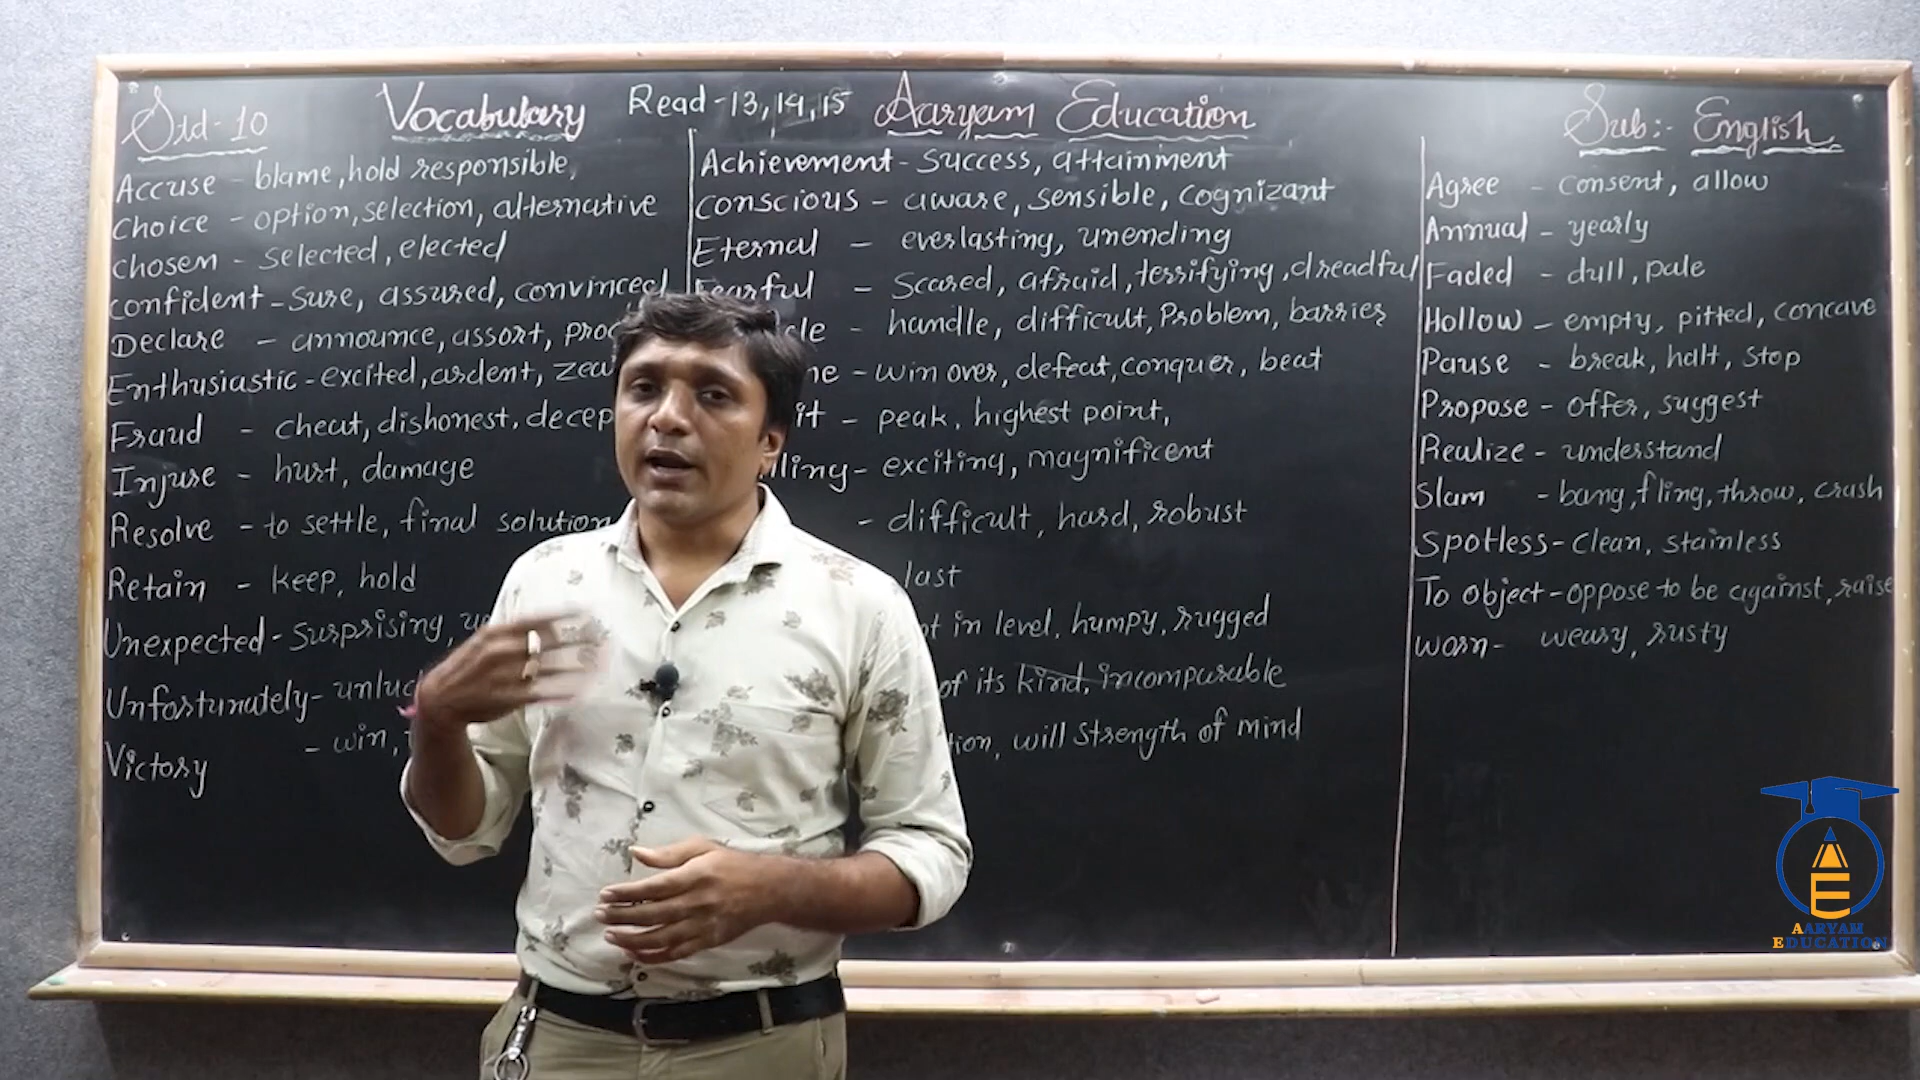 Std-10
Vocabulary
Read-13,14,15
Aaryam Education
Sub:- English
Accuse - blame, hold responsible,
Choice - option, selection, alternative
Chosen - selected, elected
Confident - sure, assured, convinced
Declare - announce, assort,
Enthusiastic - excited, ardent,
Fraud - cheat, dishonest,
Injure - hurt, damage
Resolve - to settle, final solution
Retain - keep, hold
Unexpected - surprising,
Unfortunately -
Victory - win,
Achievement - success, attainment
Conscious - aware, sensible, cognizant
Eternal - everlasting, unending
Fearful - scared, afraid, terrifying, dreadful
- handle, difficult, Problem, barrier
- win over, defeat, conquer, beat
- peak, highest point,
- exciting, magnificent
- difficult, hard, robust
last
in level, humpy, rugged
of its kind, incomparable
will strength of mind
Agree - consent, allow
Annual - yearly
Faded - dull, pale
Hollow - empty, pitted, concave
Pause - break, halt, stop
Propose - offer, suggest
Realize - understand
Slam - bang, fling, throw, crash
Spotless - clean, stainless
To object - oppose to be against, raise
Worn - weary, rusty
AARYAM
EDUCATION